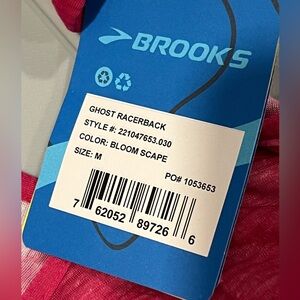 BROOKS
GHOST RACERBACK
STYLE #: 221047653.030
COLOR: BLOOM SCAPE
SIZE: M
PO# 1053653
7 62052 89726 6